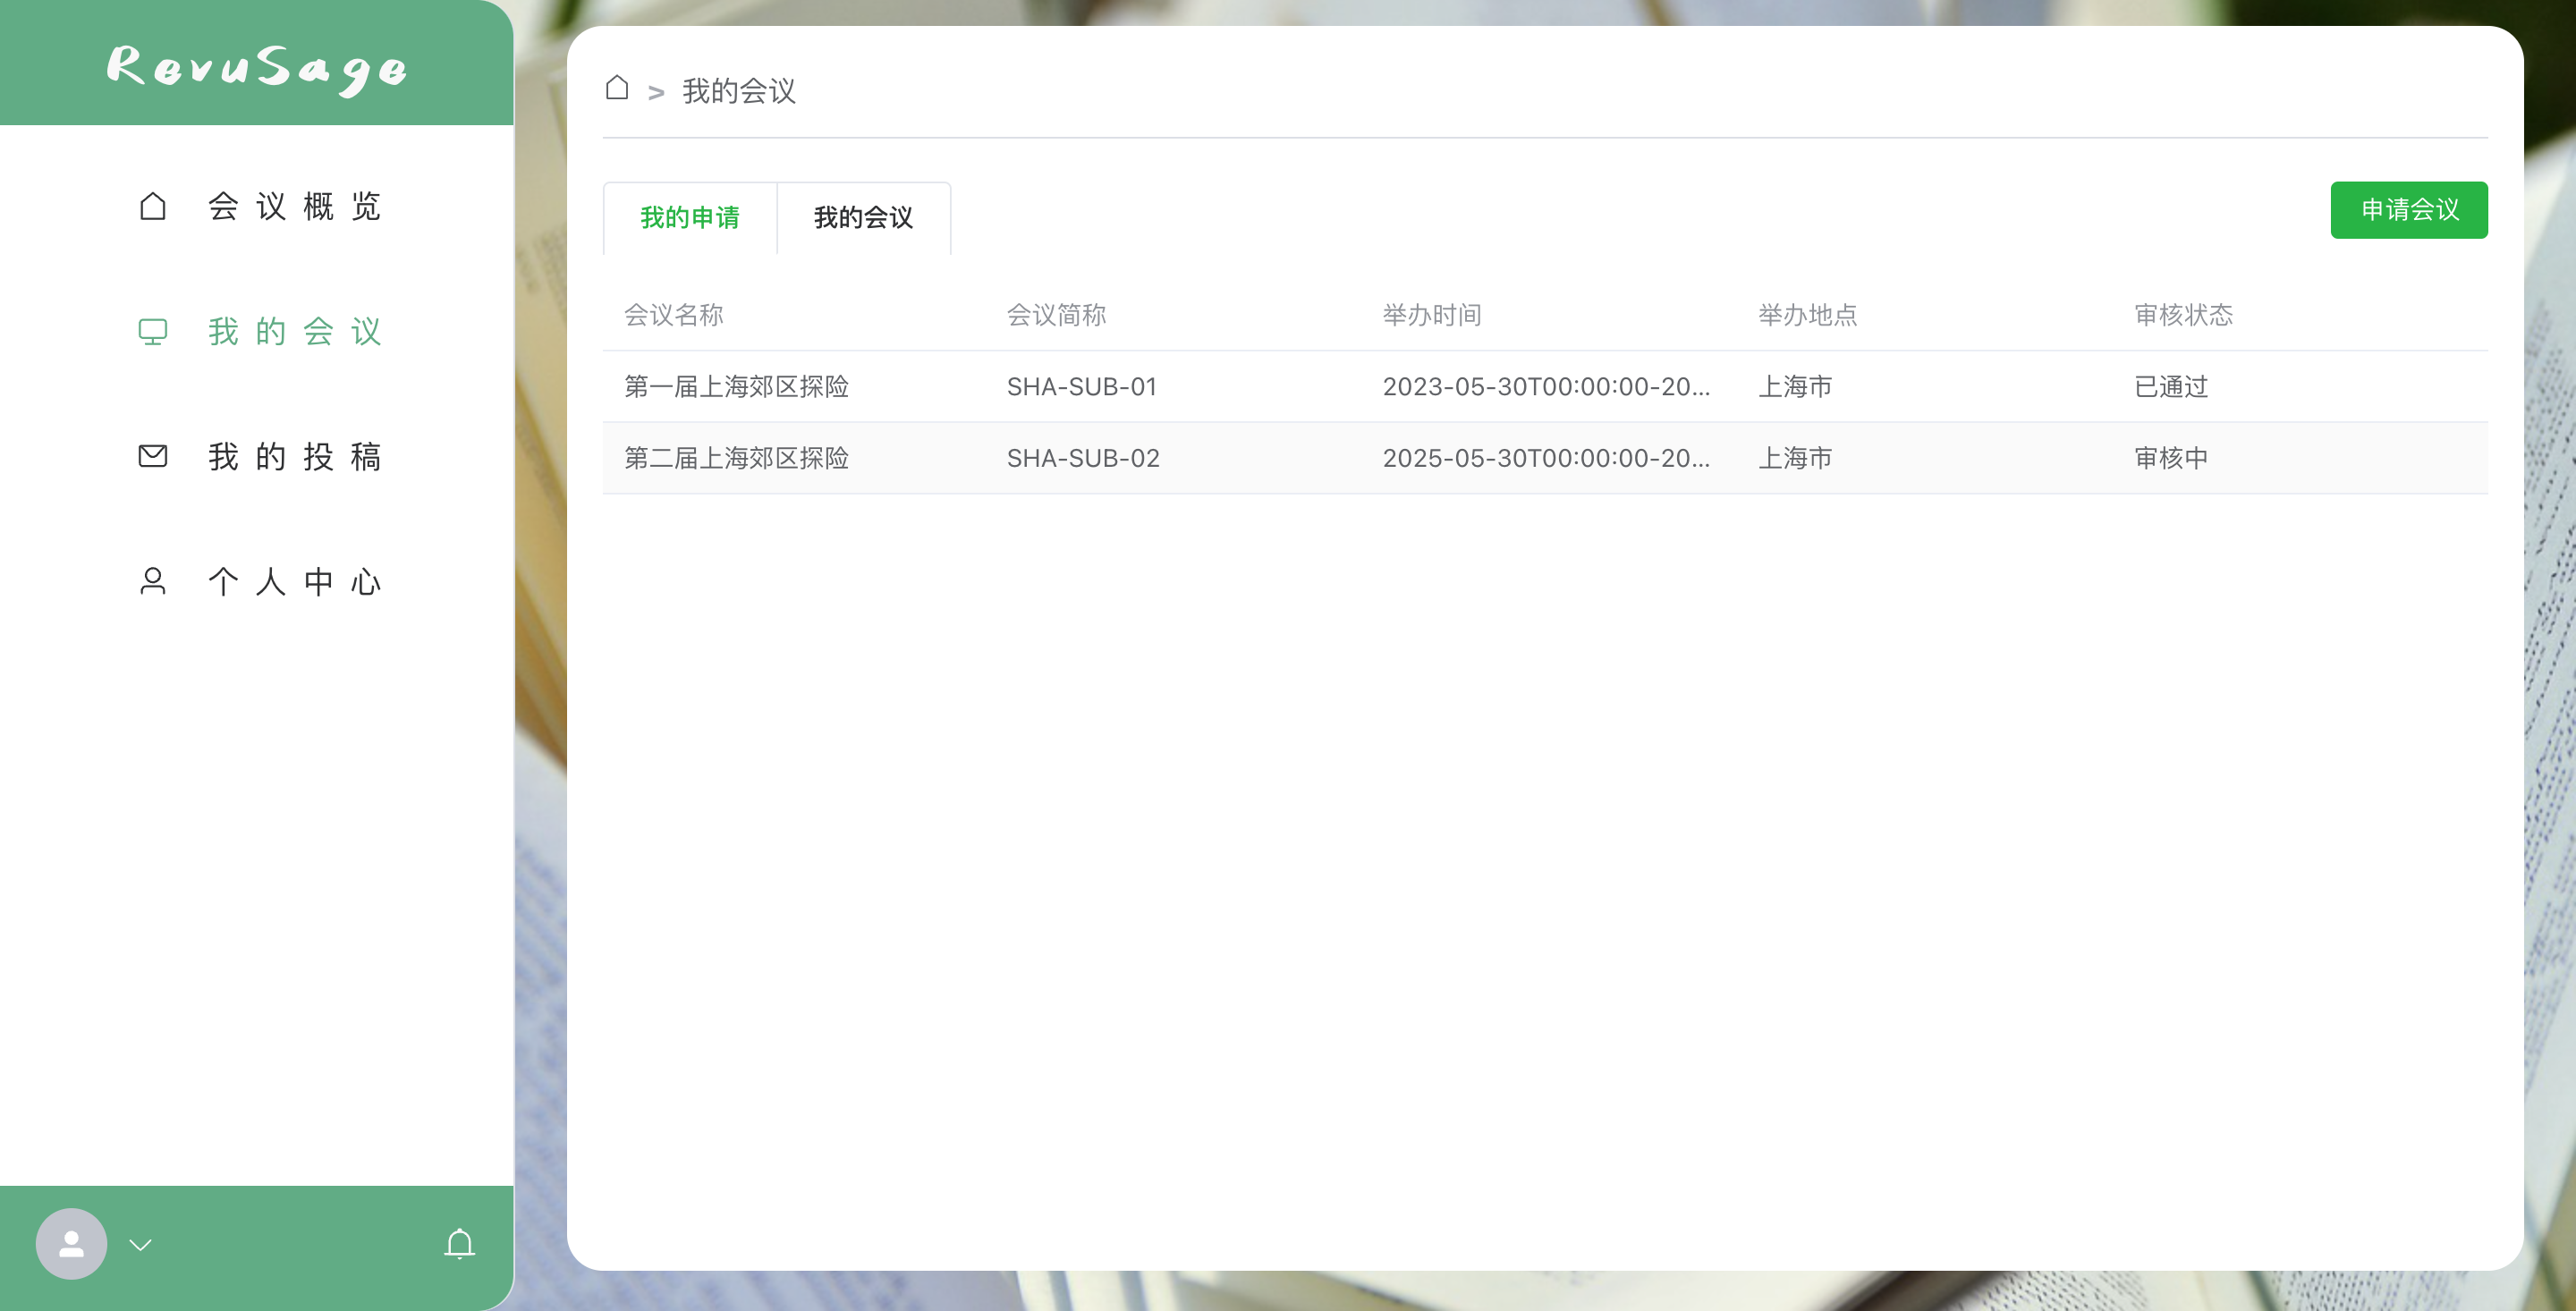 RevuSage
会议概览
我的会议
我的投稿
个人中心
> 我的会议
我的申请 我的会议 申请会议
会议名称 会议简称 举办时间 举办地点 审核状态
第一届上海郊区探险 SHA-SUB-01 2023-05-30T00:00:00-20... 上海市 已通过
第二届上海郊区探险 SHA-SUB-02 2025-05-30T00:00:00-20... 上海市 审核中